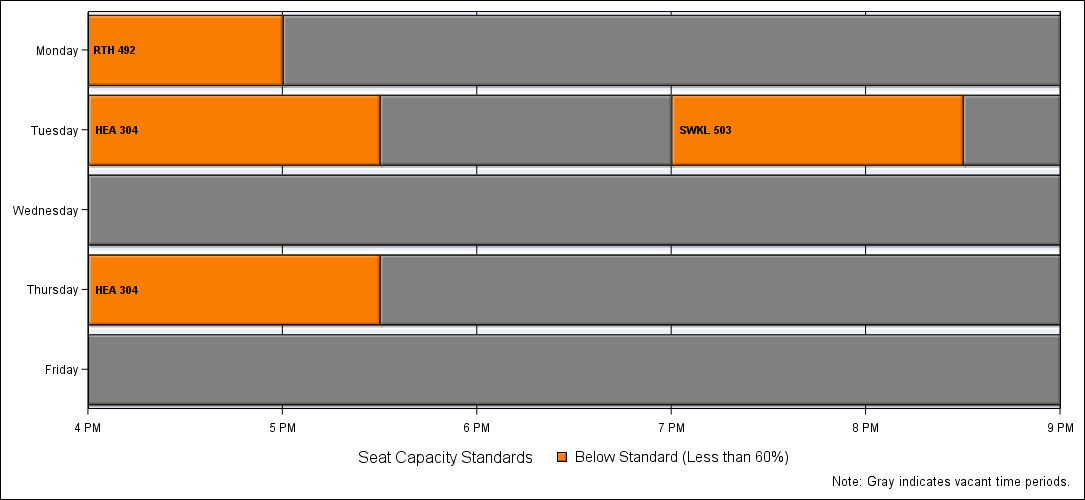 Monday
RTH 492
Tuesday
HEA 304
SWKL 503
Wednesday
Thursday
HEA 304
Friday
4 PM 5 PM 6 PM 7 PM 8 PM 9 PM
Seat Capacity Standards Below Standard (Less than 60%)
Note: Gray indicates vacant time periods.